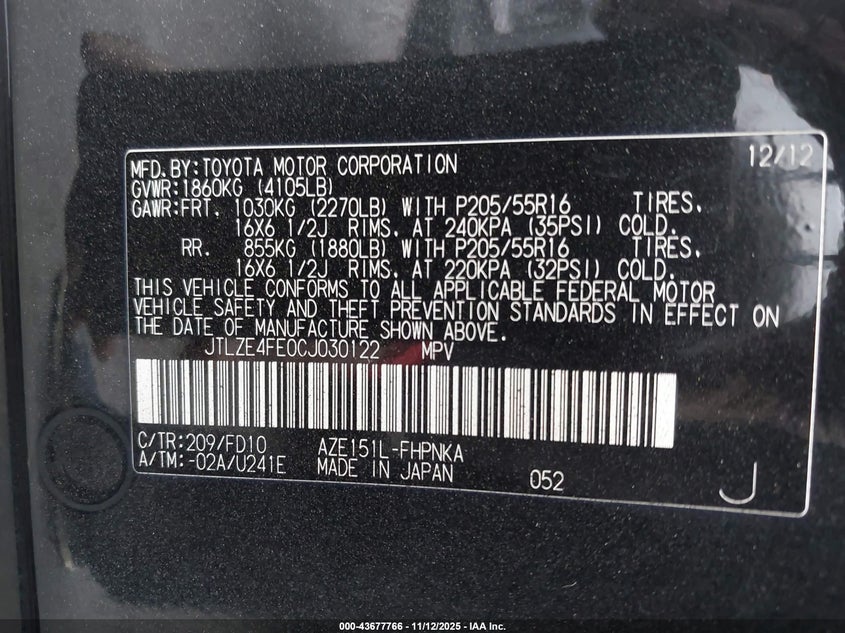 12/12
MFD.BY:TOYOTA MOTOR CORPORATION
GVWR:1860KG (4105LB)
GAWR:FRT. 1030KG (2270LB) WITH P205/55R16 TIRES.
16X6 1/2J RIMS. AT 240KPA (35PSI) COLD.
RR. 855KG (1880LB) WITH P205/55R16 TIRES.
16X6 1/2J RIMS. AT 220KPA (32PSI) COLD.
THIS VEHICLE CONFORMS TO ALL APPLICABLE FEDERAL MOTOR
VEHICLE SAFETY AND THEFT PREVENTION STANDARDS IN EFFECT ON
THE DATE OF MANUFACTURE SHOWN ABOVE.
JTLZE4FE0CJ030122 MPV
C/TR:209/FD10 AZE151L-FHPNKA
A/TM:-02A/U241E MADE IN JAPAN 052 J
000-43677766 - 11/12/2025 - IAA Inc.